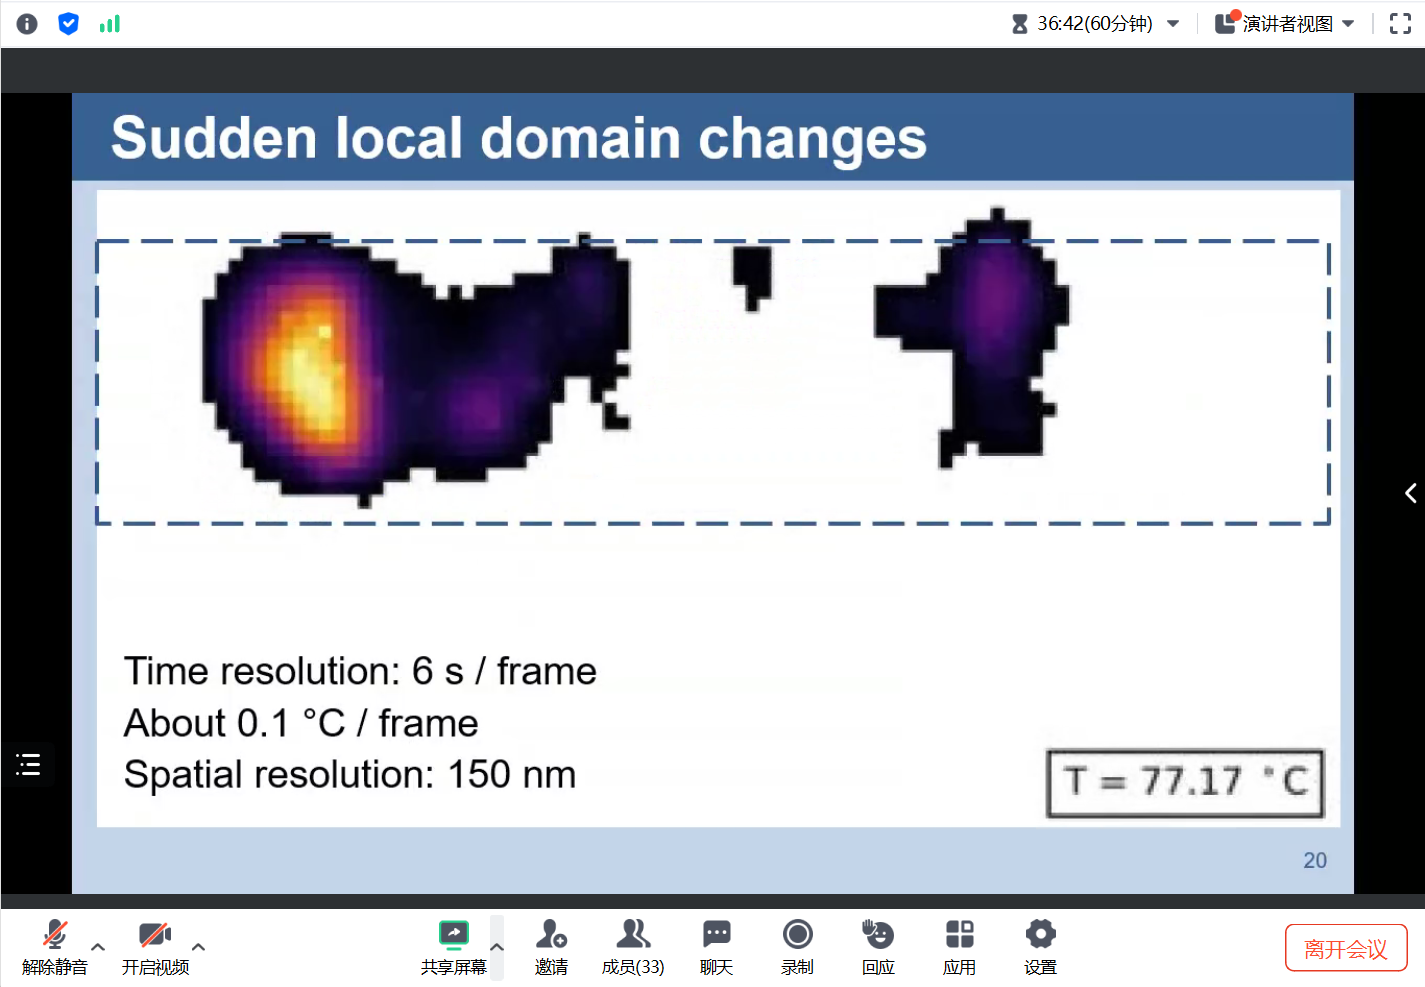 36:42(60分钟)
演讲者视图
Sudden local domain changes
Time resolution: 6 s / frame
About 0.1 °C / frame
Spatial resolution: 150 nm
T = 77.17 °C
20
解除静音
开启视频
共享屏幕
邀请
成员(33)
聊天
录制
回应
应用
设置
离开会议